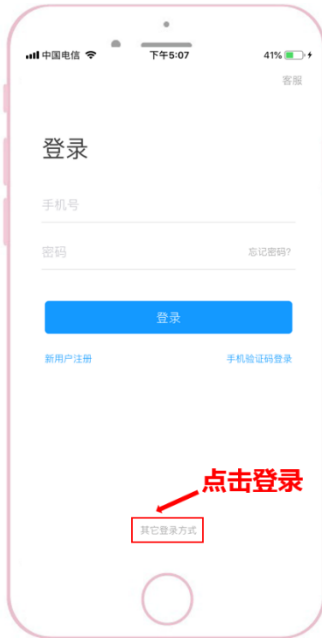 中国电信 下午5:07 41%
客服
登录
手机号
密码 忘记密码?
登录
新用户注册 手机验证码登录
点击登录
其它登录方式